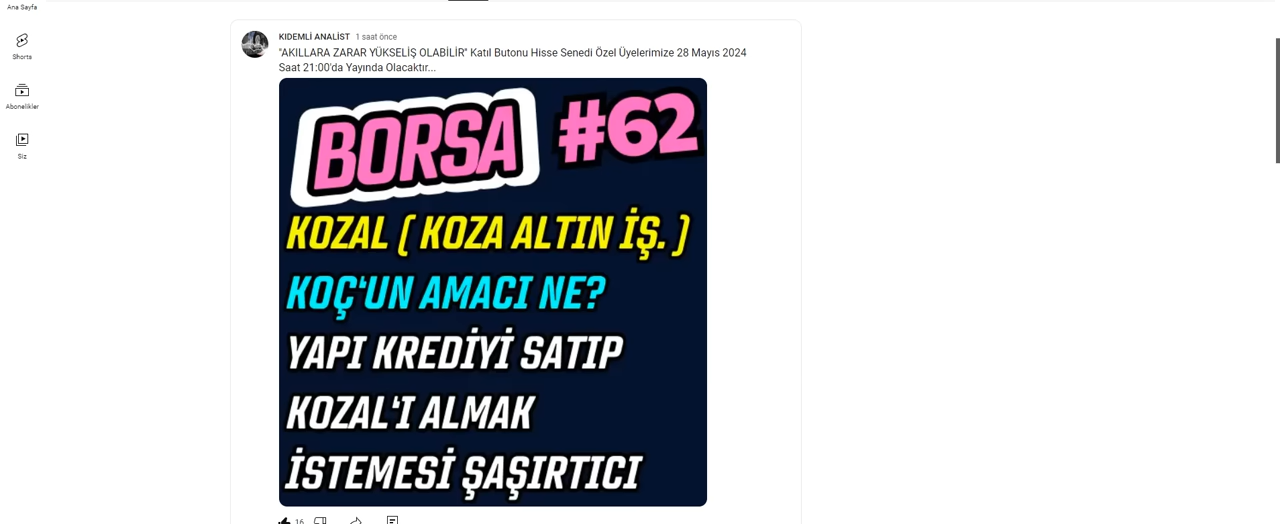 Ana Sayfa
Shorts
Abonelikler
Siz
KIDEMLİ ANALİST 1 saat önce
"AKILLARA ZARAR YÜKSELİŞ OLABİLİR" Katıl Butonu Hisse Senedi Özel Üyelerimize 28 Mayıs 2024
Saat 21:00'da Yayında Olacaktır...
BORSA #62
KOZAL ( KOZA ALTIN İŞ. )
KOÇ'UN AMACI NE?
YAPI KREDİYİ SATIP
KOZAL'I ALMAK
İSTEMESİ ŞAŞIRTICI
16